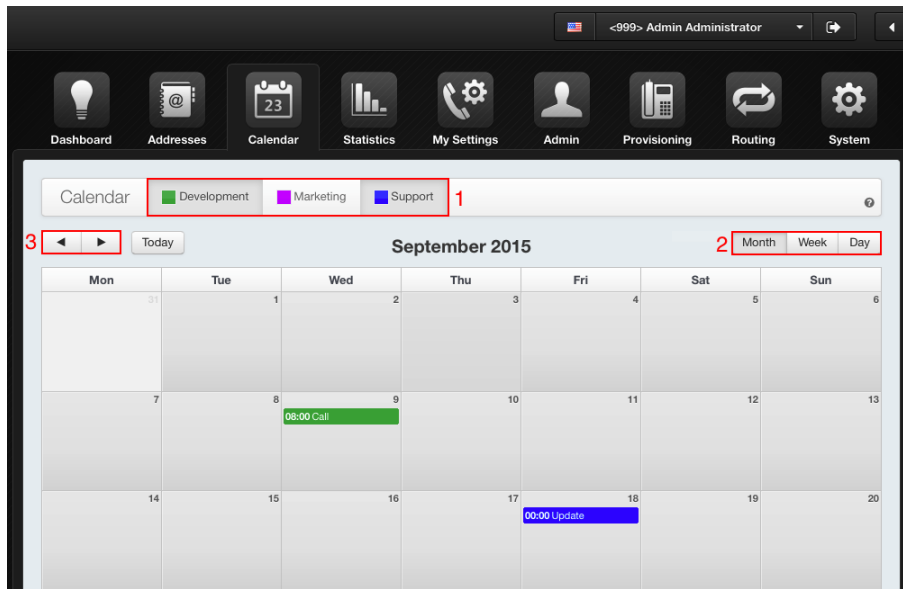 <999> Admin Administrator
Dashboard Addresses 23 Calendar Statistics My Settings Admin Provisioning Routing System
Calendar Development Marketing Support 1 ?
3 Today September 2015 2 Month Week Day
Mon Tue Wed Thu Fri Sat Sun
31 1 2 3 4 5 6
7 8 9 10 11 12 13
08:00 Call
14 15 16 17 18 19 20
00:00 Update